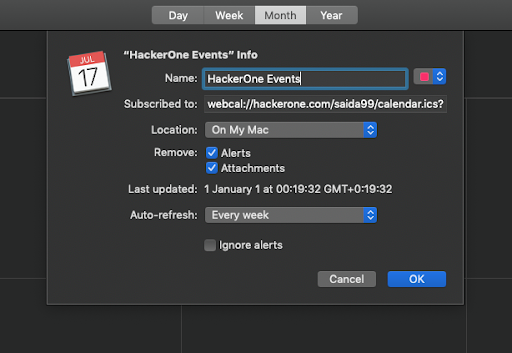 Day Week Month Year
“HackerOne Events” Info
JUL
17
Name: HackerOne Events
Subscribed to: webcal://hackerone.com/saida99/calendar.ics?
Location: On My Mac
Remove: Alerts
Attachments
Last updated: 1 January 1 at 00:19:32 GMT+0:19:32
Auto-refresh: Every week
Ignore alerts
Cancel OK